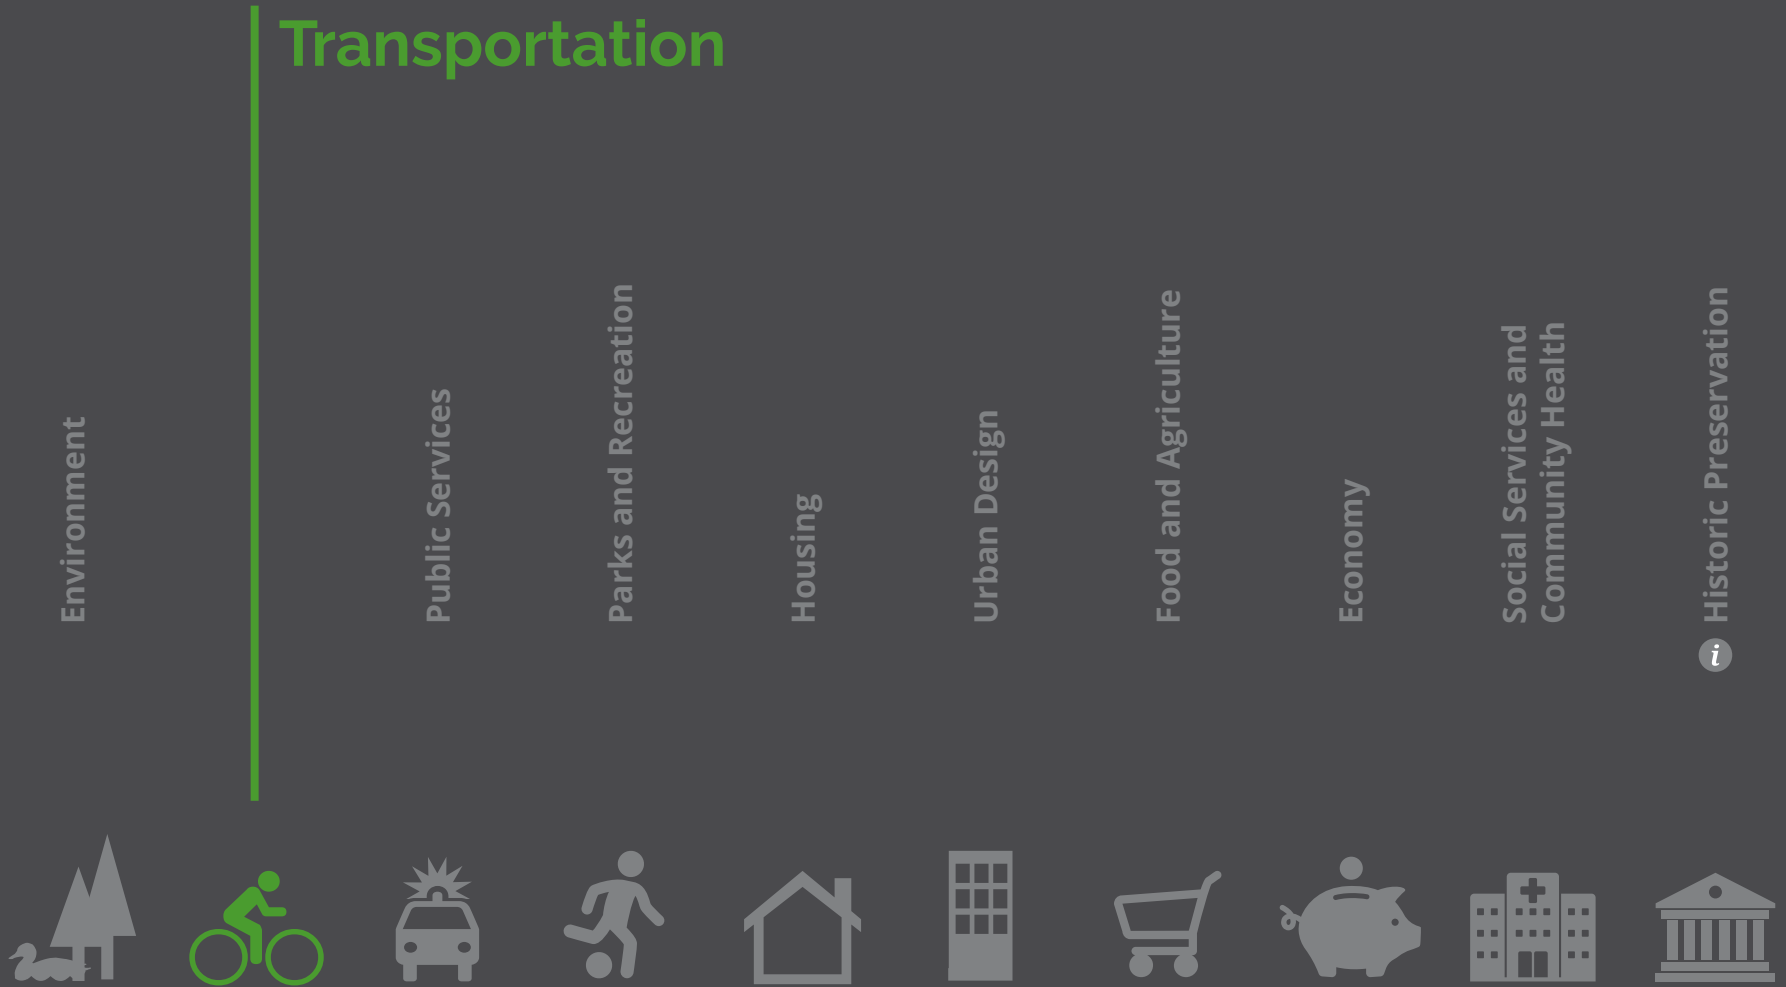 Transportation
Environment
Public Services
Parks and Recreation
Housing
Urban Design
Food and Agriculture
Economy
Social Services and
Community Health
Historic Preservation
i